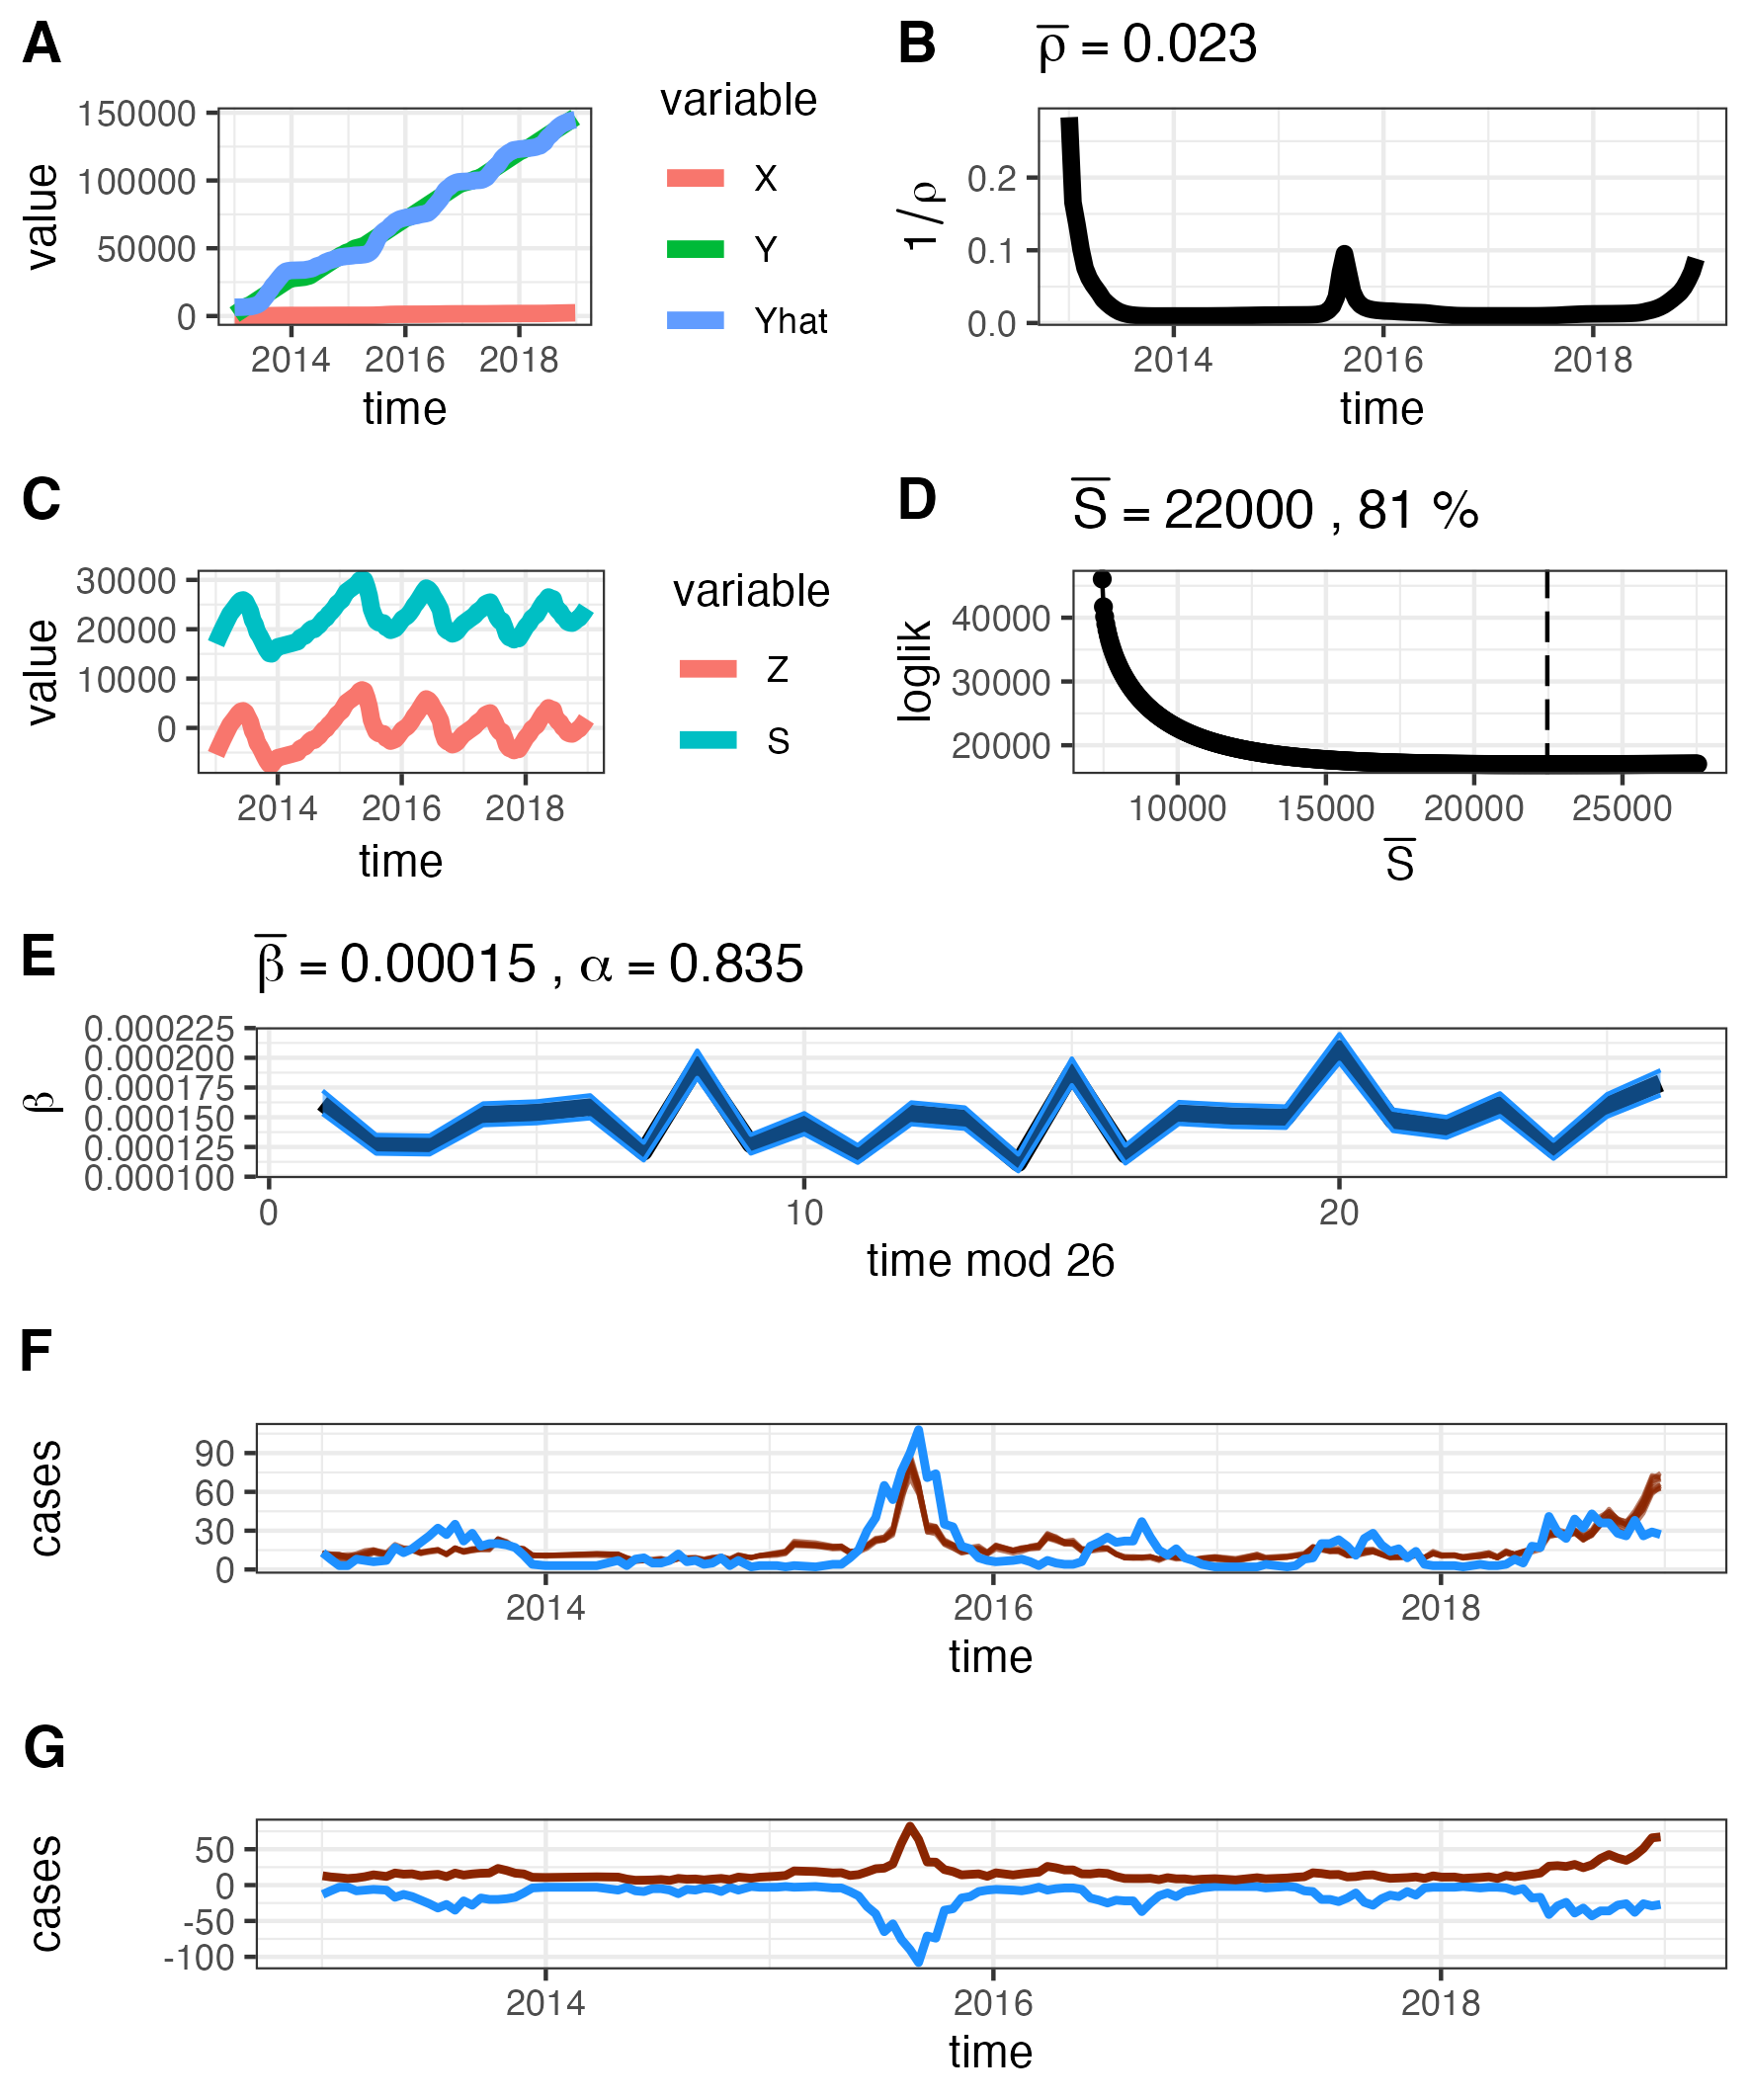 A
variable
150000
100000
50000
0
value
X
Y
Yhat
2014 2016 2018
time
B
ρ̅ = 0.023
0.2
0.1
0.0
1/ρ
2014 2016 2018
time
C
variable
30000
20000
10000
0
value
Z
S
2014 2016 2018
time
D
S̅ = 22000 , 81 %
40000
30000
20000
loglik
10000 15000 20000 25000
S̅
E
β̅ = 0.00015 , α = 0.835
0.000225
0.000200
0.000175
0.000150
0.000125
0.000100
β
0 10 20
time mod 26
F
90
60
30
0
cases
2014 2016 2018
time
G
50
0
-50
-100
cases
2014 2016 2018
time